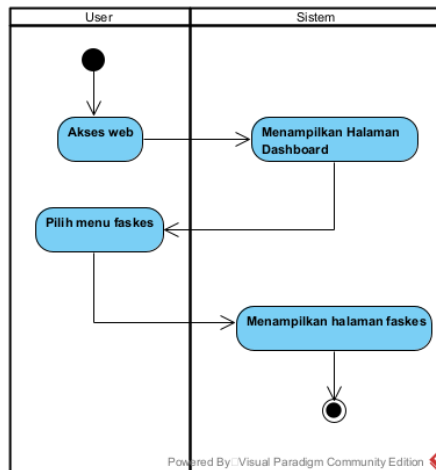 User
Sistem
Akses web
Menampilkan Halaman
Dashboard
Pilih menu faskes
Menampilkan halaman faskes
Powered By Visual Paradigm Community Edition